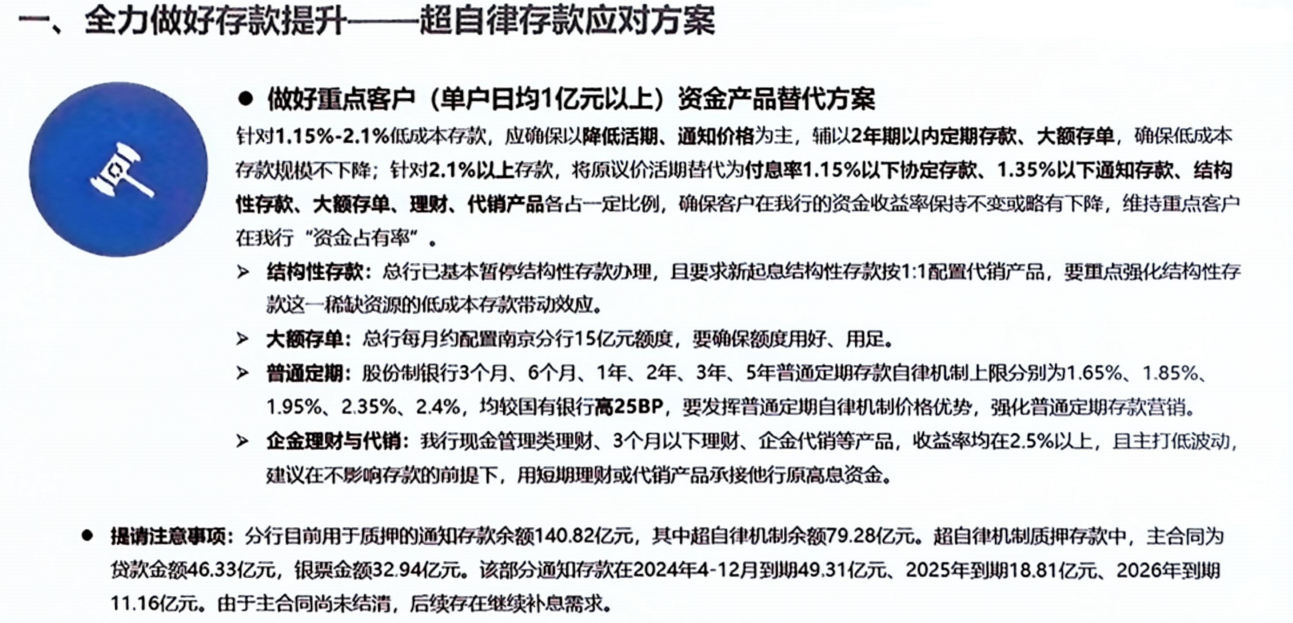 一、全力做好存款提升——超自律存款应对方案
● 做好重点客户（单户日均1亿元以上）资金产品替代方案
针对1.15%-2.1%低成本存款，应确保以降低活期、通知价格为主，辅以2年期以内定期存款、大额存单，确保低成本
存款规模不下降；针对2.1%以上存款，将原议价活期替代为付息率1.15%以下协定存款、1.35%以下通知存款、结构
性存款、大额存单、理财、代销产品各占一定比例，确保客户在我行的资金收益率保持不变或略有下降，维持重点客户
在我行“资金占有率”。
➢ 结构性存款：总行已基本暂停结构性存款办理，且要求新起息结构性存款按1:1配置代销产品，要重点强化结构性存
款这一稀缺资源的低成本存款带动效应。
➢ 大额存单：总行每月约配置南京分行15亿元额度，要确保额度用好、用足。
➢ 普通定期：股份制银行3个月、6个月、1年、2年、3年、5年普通定期存款自律机制上限分别为1.65%、1.85%、
1.95%、2.35%、2.4%，均较国有银行高25BP，要发挥普通定期自律机制价格优势，强化普通定期存款营销。
➢ 企金理财与代销：我行现金管理类理财、3个月以下理财、企金代销等产品，收益率均在2.5%以上，且主打低波动，
建议在不影响存款的前提下，用短期理财或代销产品承接他行原高息资金。
● 提请注意事项：分行目前用于质押的通知存款余额140.82亿元，其中超自律机制余额79.28亿元。超自律机制质押存款中，主合同为
贷款金额46.33亿元，银票金额32.94亿元。该部分通知存款在2024年4-12月到期49.31亿元、2025年到期18.81亿元、2026年到期
11.16亿元。由于主合同尚未结清，后续存在继续补息需求。